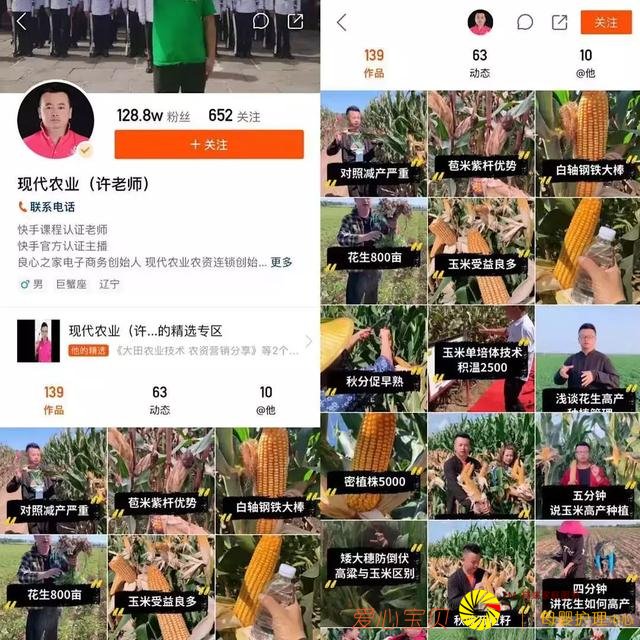 128.8w 粉丝 652 关注
+ 关注
现代农业（许老师）
联系电话
快手课程认证老师
快手官方认证主播
良心之家电子商务创始人 现代农业农资连锁创始... 更多
男 巨蟹座 辽宁
现代农业（许...的精选专区
他的精选 《大田农业技术 农资营销分享》等2个...
139 63 10
作品 动态 @他
对照减产严重
苞米紫杆优势
白轴钢铁大棒
花生800亩
玉米受益良多
关注
139 63 10
作品 动态 @他
对照减产严重
苞米紫杆优势
白轴钢铁大棒
花生800亩
玉米受益良多
秋分促早熟
玉米单培体技术
积温2500
浅谈花生高产
种植管理
密植株5000
五分钟
说玉米高产种植
矮大穗防倒伏
高粱与玉米区别
四分钟
讲花生如何高产
爱心宝贝
母婴护理中心